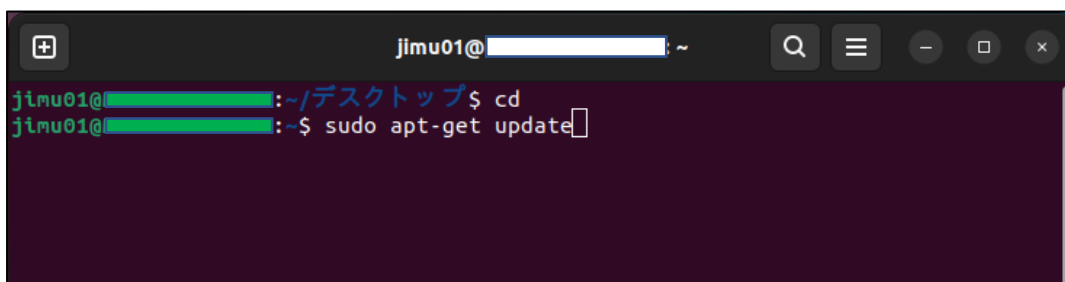 jimu01@ : ~
jimu01@ :~/デスクトップ$ cd
jimu01@ :~$ sudo apt-get update